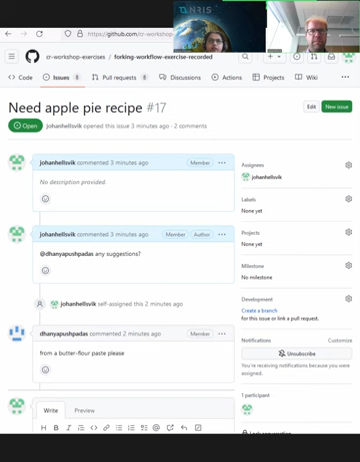 NRIS
https://github.com/cr-workshop
cr-workshop-exercises / forking-workflow-exercise-recorded
Code Issues 8 Pull requests 8 Discussions Actions Projects Wiki
Need apple pie recipe #17
Edit New issue
Open johanhellsvik opened this issue 3 minutes ago · 2 comments
johanhellsvik commented 3 minutes ago Member
No description provided.
johanhellsvik commented 3 minutes ago Member Author
@dhanyapushpadas any suggestions?
johanhellsvik self-assigned this 2 minutes ago
dhanyapushpadas commented 2 minutes ago Member
from a butter-flour paste please
Write Preview
H B I
Assignees
johanhellsvik
Labels
None yet
Projects
None yet
Milestone
No milestone
Development
Create a branch
for this issue or link a pull request.
Notifications Customize
Unsubscribe
You're receiving notifications because you were
assigned.
1 participant